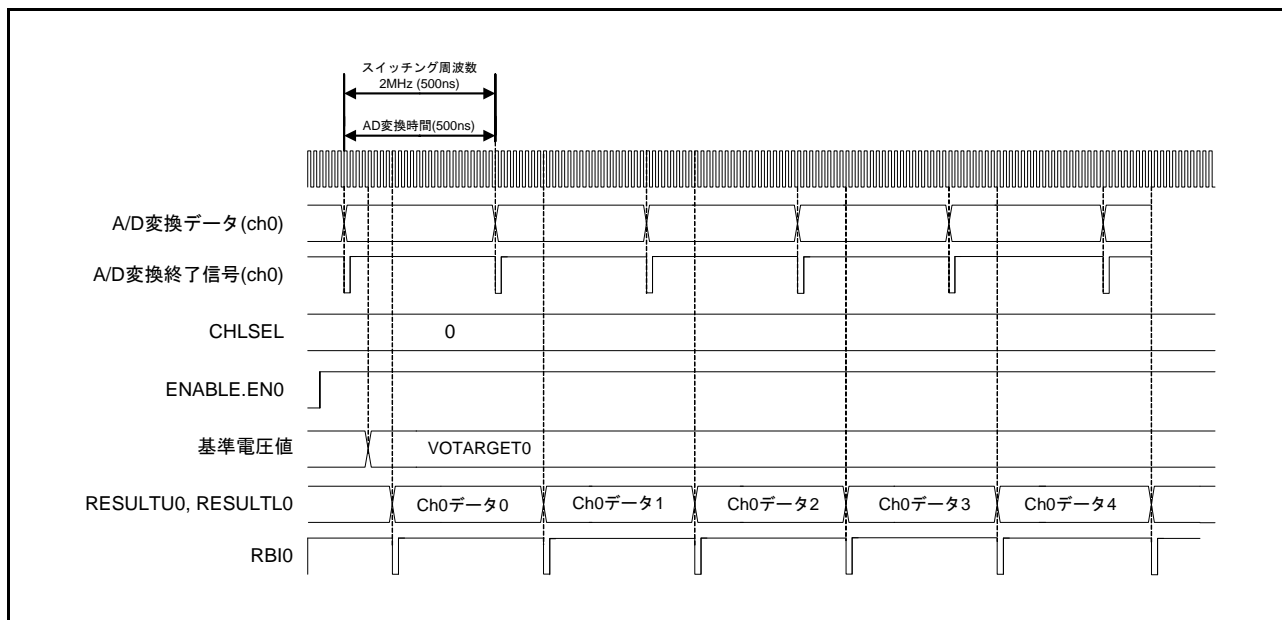 スイッチング周波数
2MHz (500ns)
AD変換時間(500ns)
A/D変換データ(ch0)
A/D変換終了信号(ch0)
CHLSEL
0
ENABLE.EN0
基準電圧値
VOTARGET0
RESULTU0, RESULTL0
Ch0データ0
Ch0データ1
Ch0データ2
Ch0データ3
Ch0データ4
RBI0